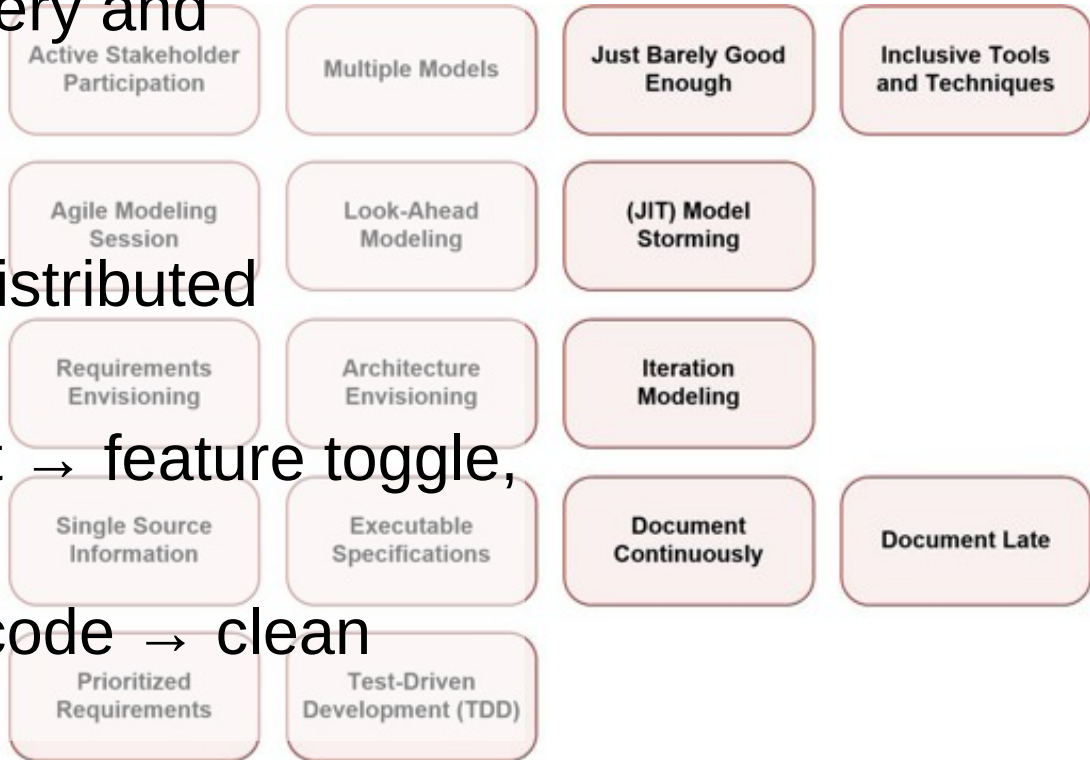 ery and
Active Stakeholder
Participation
Multiple Models
Just Barely Good
Enough
Inclusive Tools
and Techniques
Agile Modeling
Session
Look-Ahead
Modeling
(JIT) Model
Storming
istributed
Requirements
Envisioning
Architecture
Envisioning
Iteration
Modeling
t → feature toggle,
Single Source
Information
Executable
Specifications
Document
Continuously
Document Late
code → clean
Prioritized
Requirements
Test-Driven
Development (TDD)